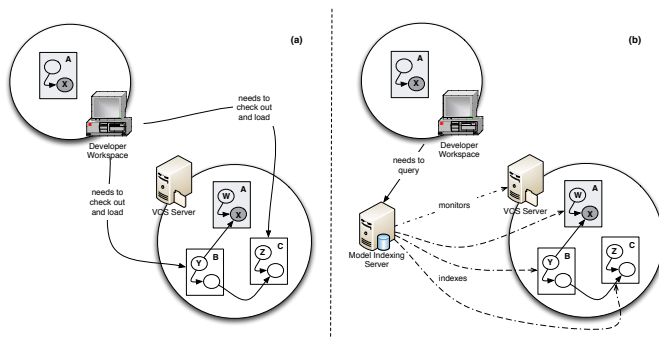 (a)
A
X
Developer
Workspace
needs to
check out
and load
needs to
check out
and load
VCS Server
A
W
X
B
Y
C
Z
(b)
A
X
Developer
Workspace
needs to
query
monitors
VCS Server
Model Indexing
Server
indexes
A
W
X
B
Y
C
Z